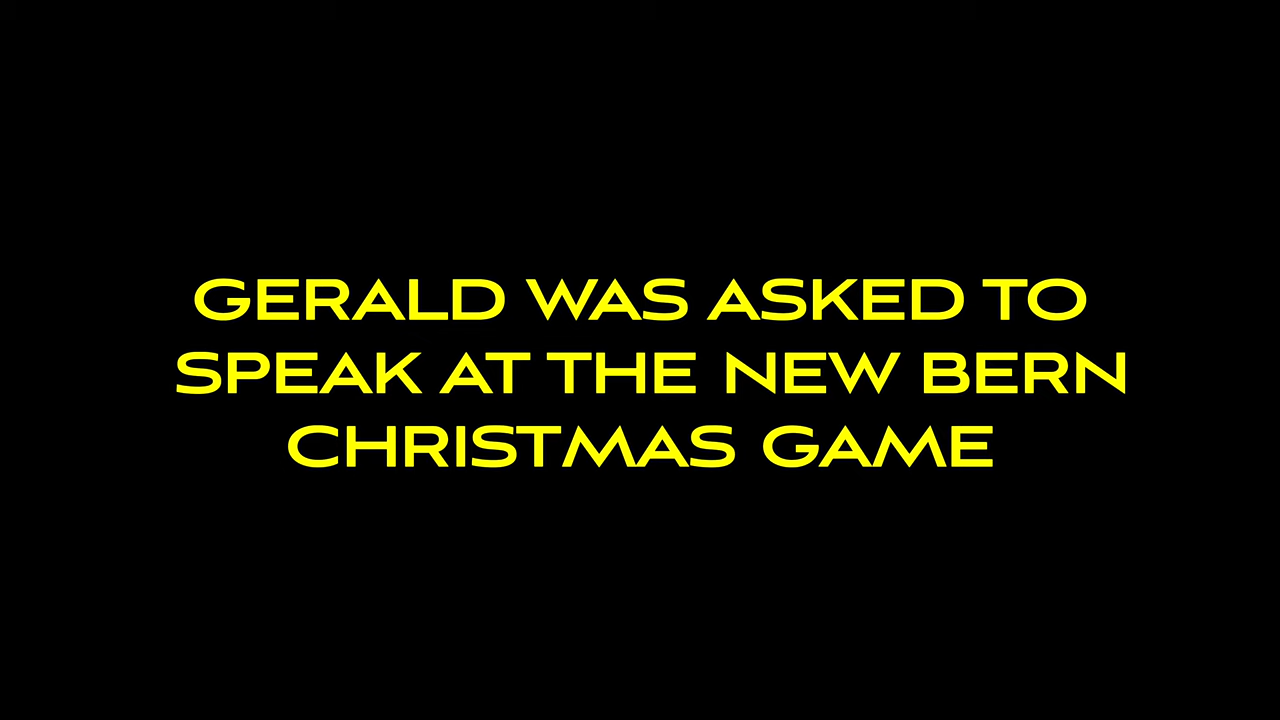 GERALD WAS ASKED TO
SPEAK AT THE NEW BERN
CHRISTMAS GAME